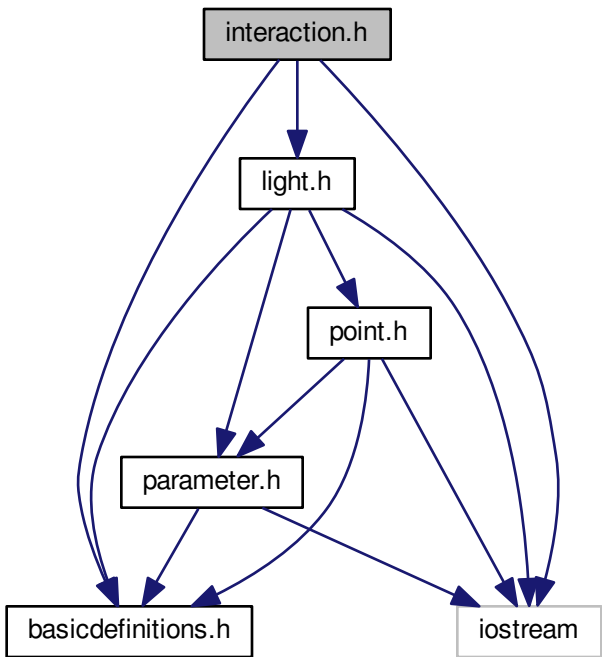 interaction.h
light.h
point.h
parameter.h
basicdefinitions.h
iostream